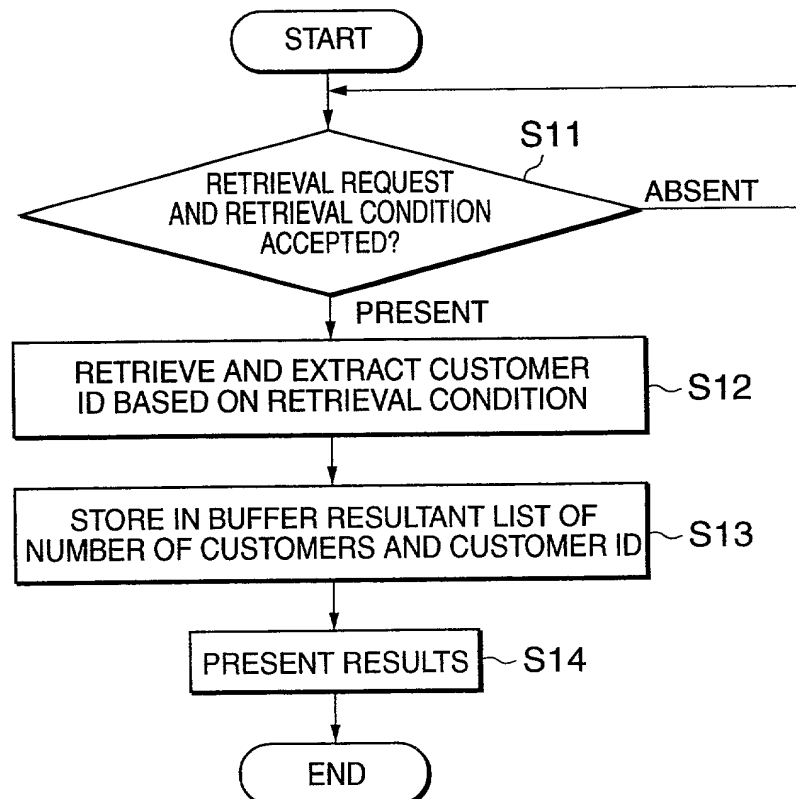 START
S11
RETRIEVAL REQUEST
AND RETRIEVAL CONDITION
ACCEPTED?
ABSENT
PRESENT
RETRIEVE AND EXTRACT CUSTOMER
ID BASED ON RETRIEVAL CONDITION
S12
STORE IN BUFFER RESULTANT LIST OF
NUMBER OF CUSTOMERS AND CUSTOMER ID
S13
PRESENT RESULTS
S14
END